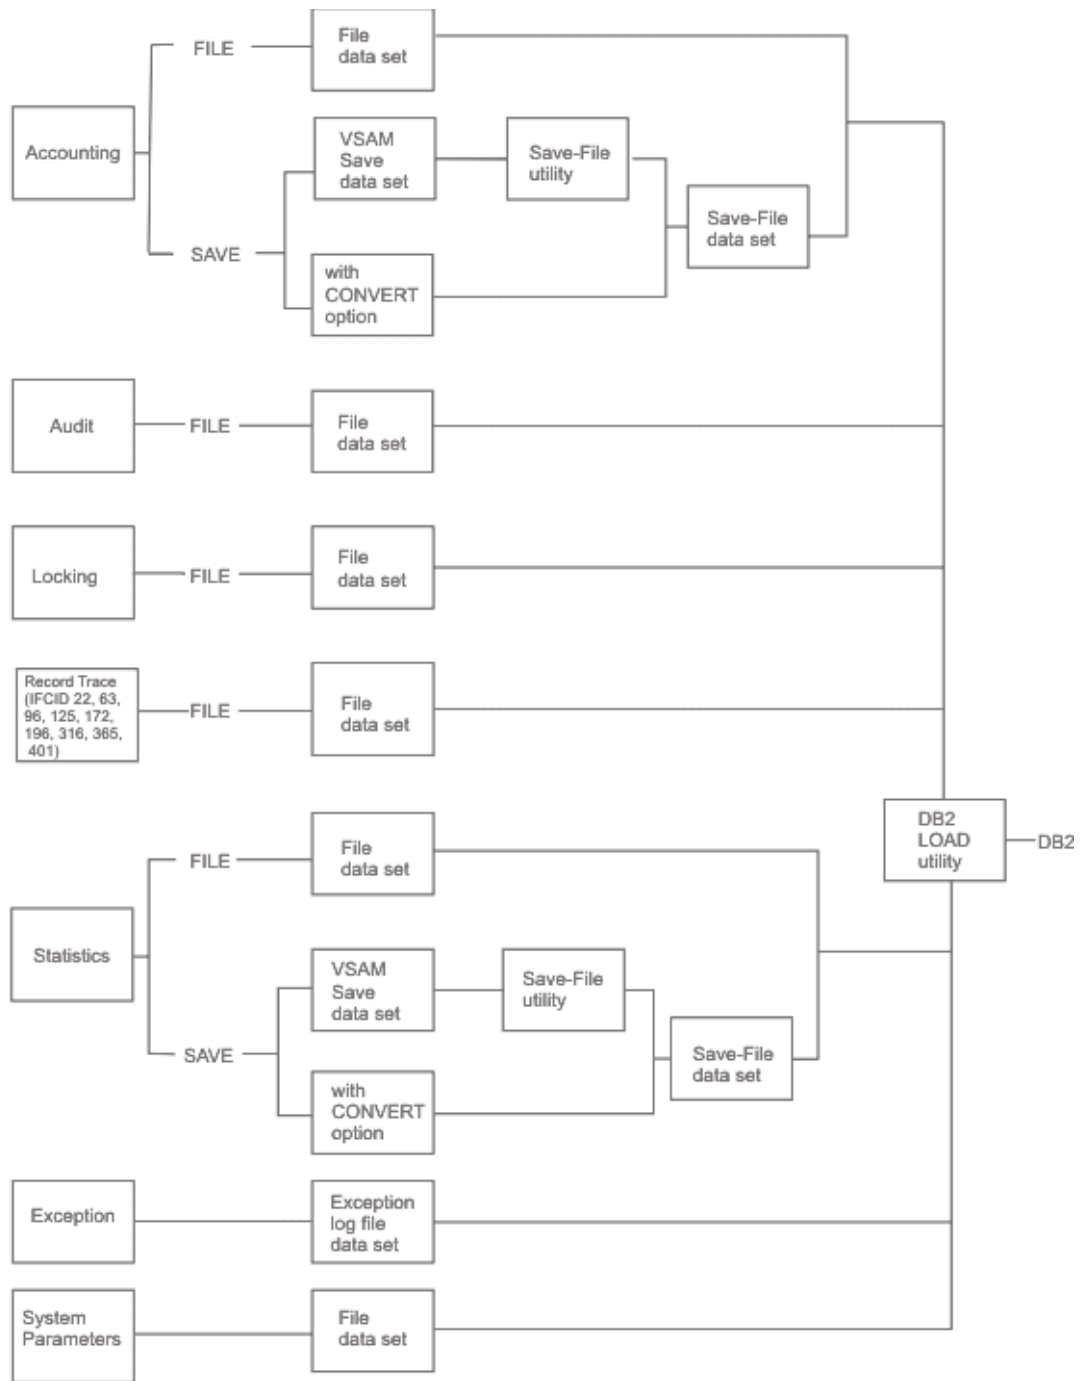 File
data set
FILE
Accounting
VSAM
Save
data set
Save-File
utility
Save-File
data set
SAVE
with
CONVERT
option
Audit
FILE
File
data set
Locking
FILE
File
data set
Record Trace
(IFCID 22, 63,
96, 125, 172,
196, 316, 365,
401)
FILE
File
data set
DB2
LOAD
utility
DB2
FILE
File
data set
Statistics
VSAM
Save
data set
Save-File
utility
SAVE
Save-File
data set
with
CONVERT
option
Exception
Exception
log file
data set
System
Parameters
File
data set